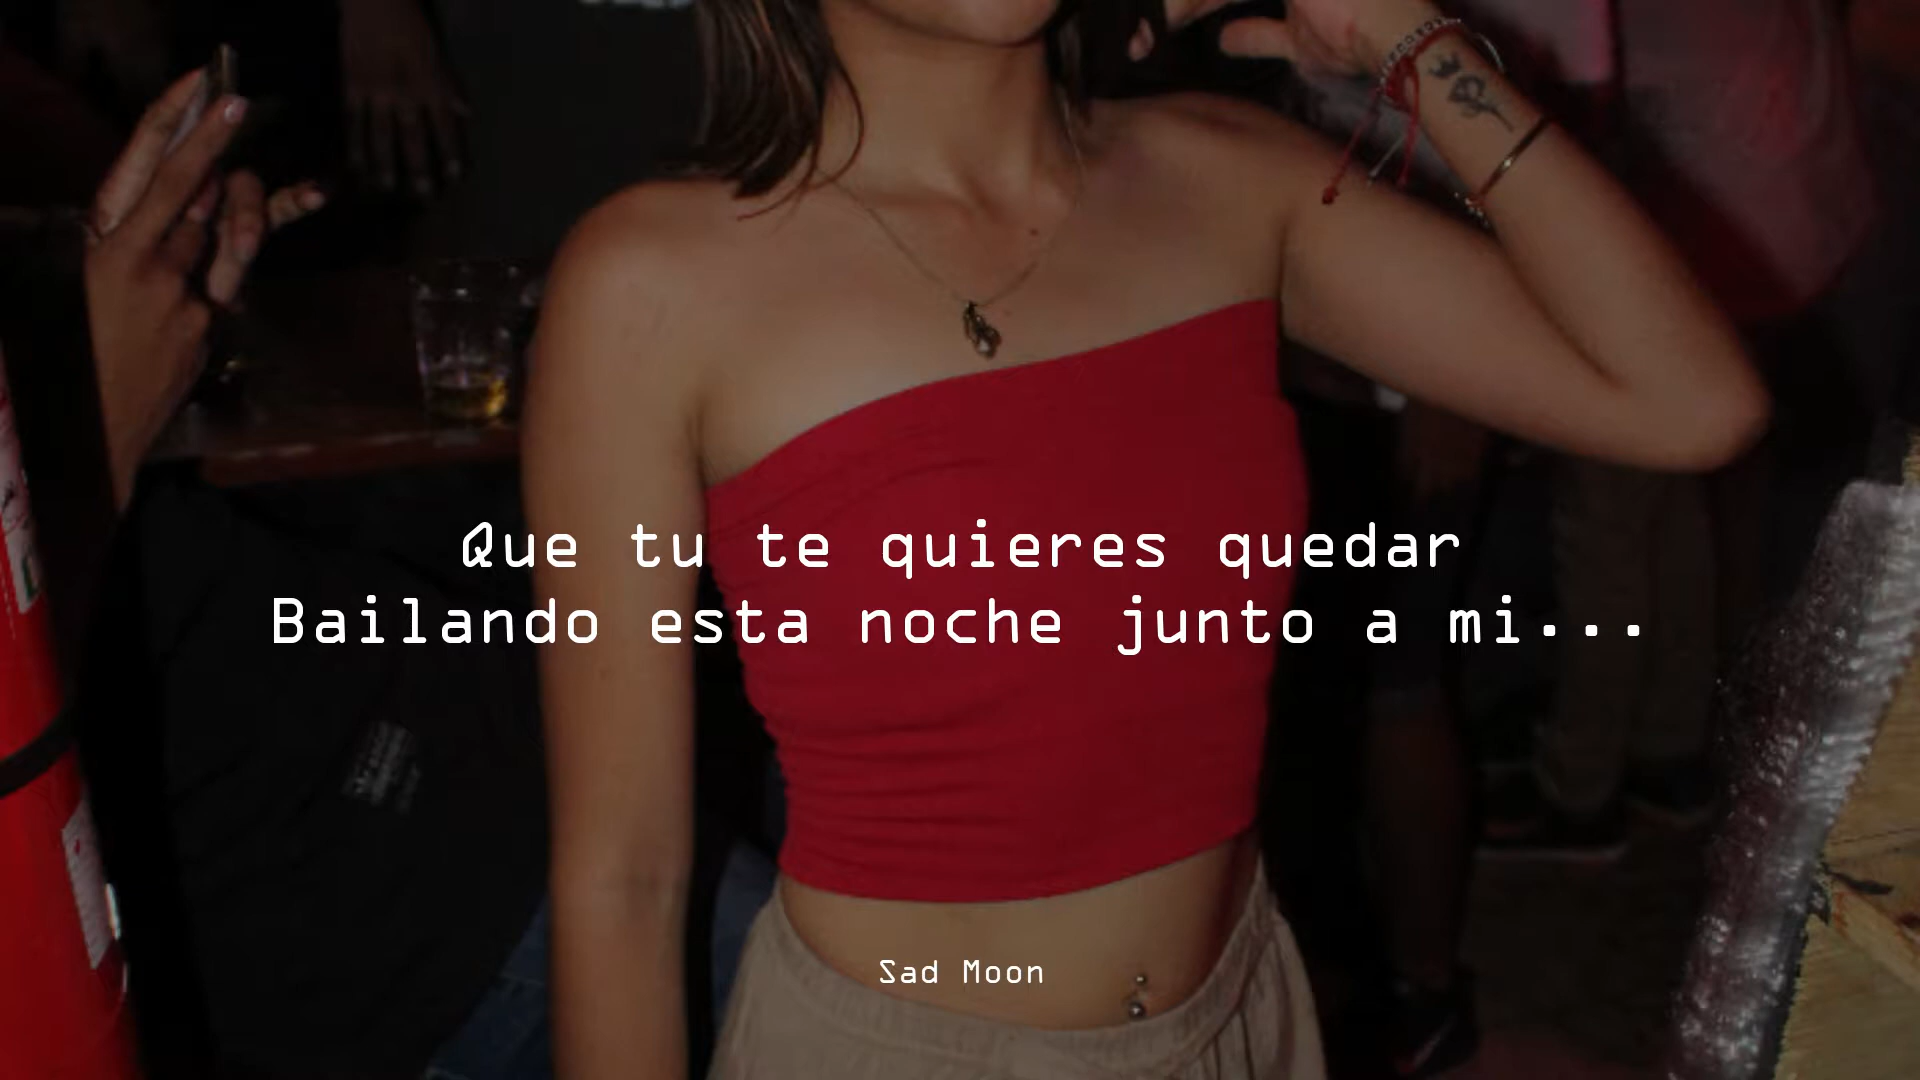 Que tu te quieres quedar
Bailando esta noche junto a mi...
Sad Moon